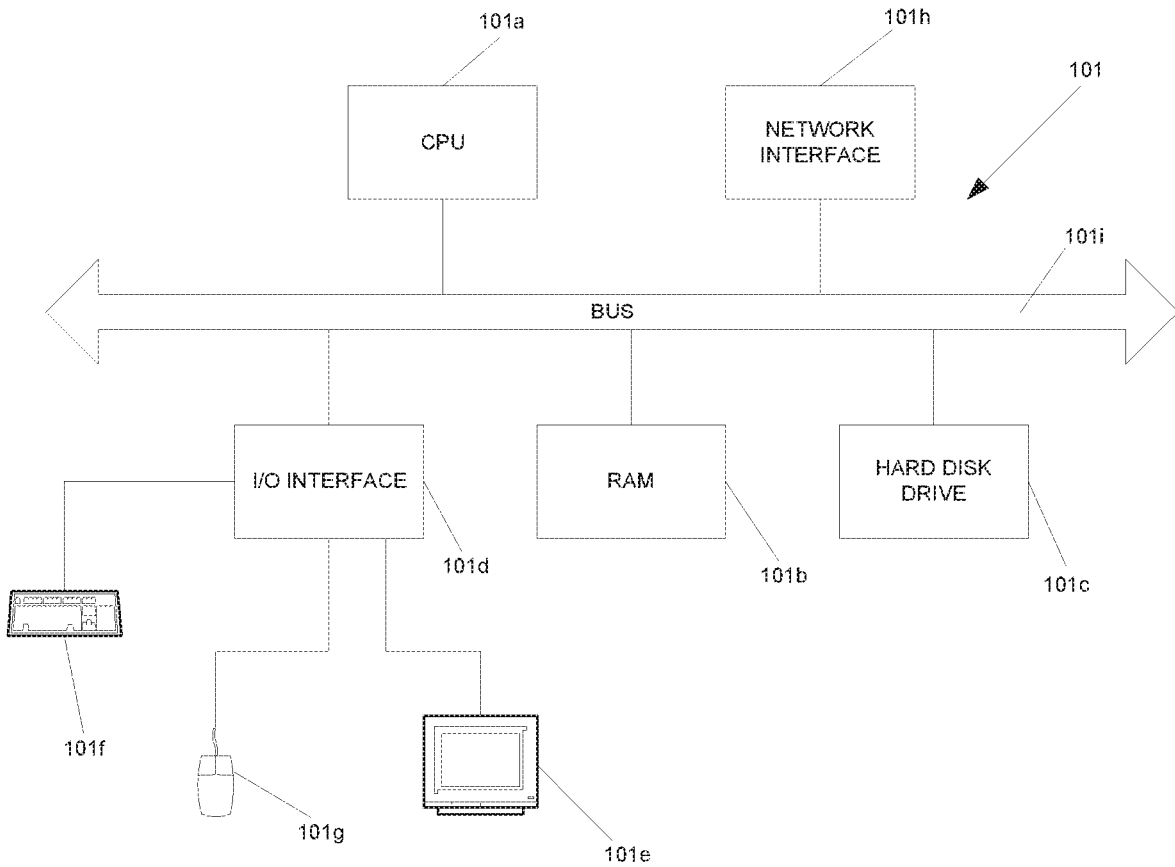 101a
101h
101
CPU
NETWORK
INTERFACE
101i
BUS
I/O INTERFACE
RAM
HARD DISK
DRIVE
101d
101b
101c
101f
101g
101e